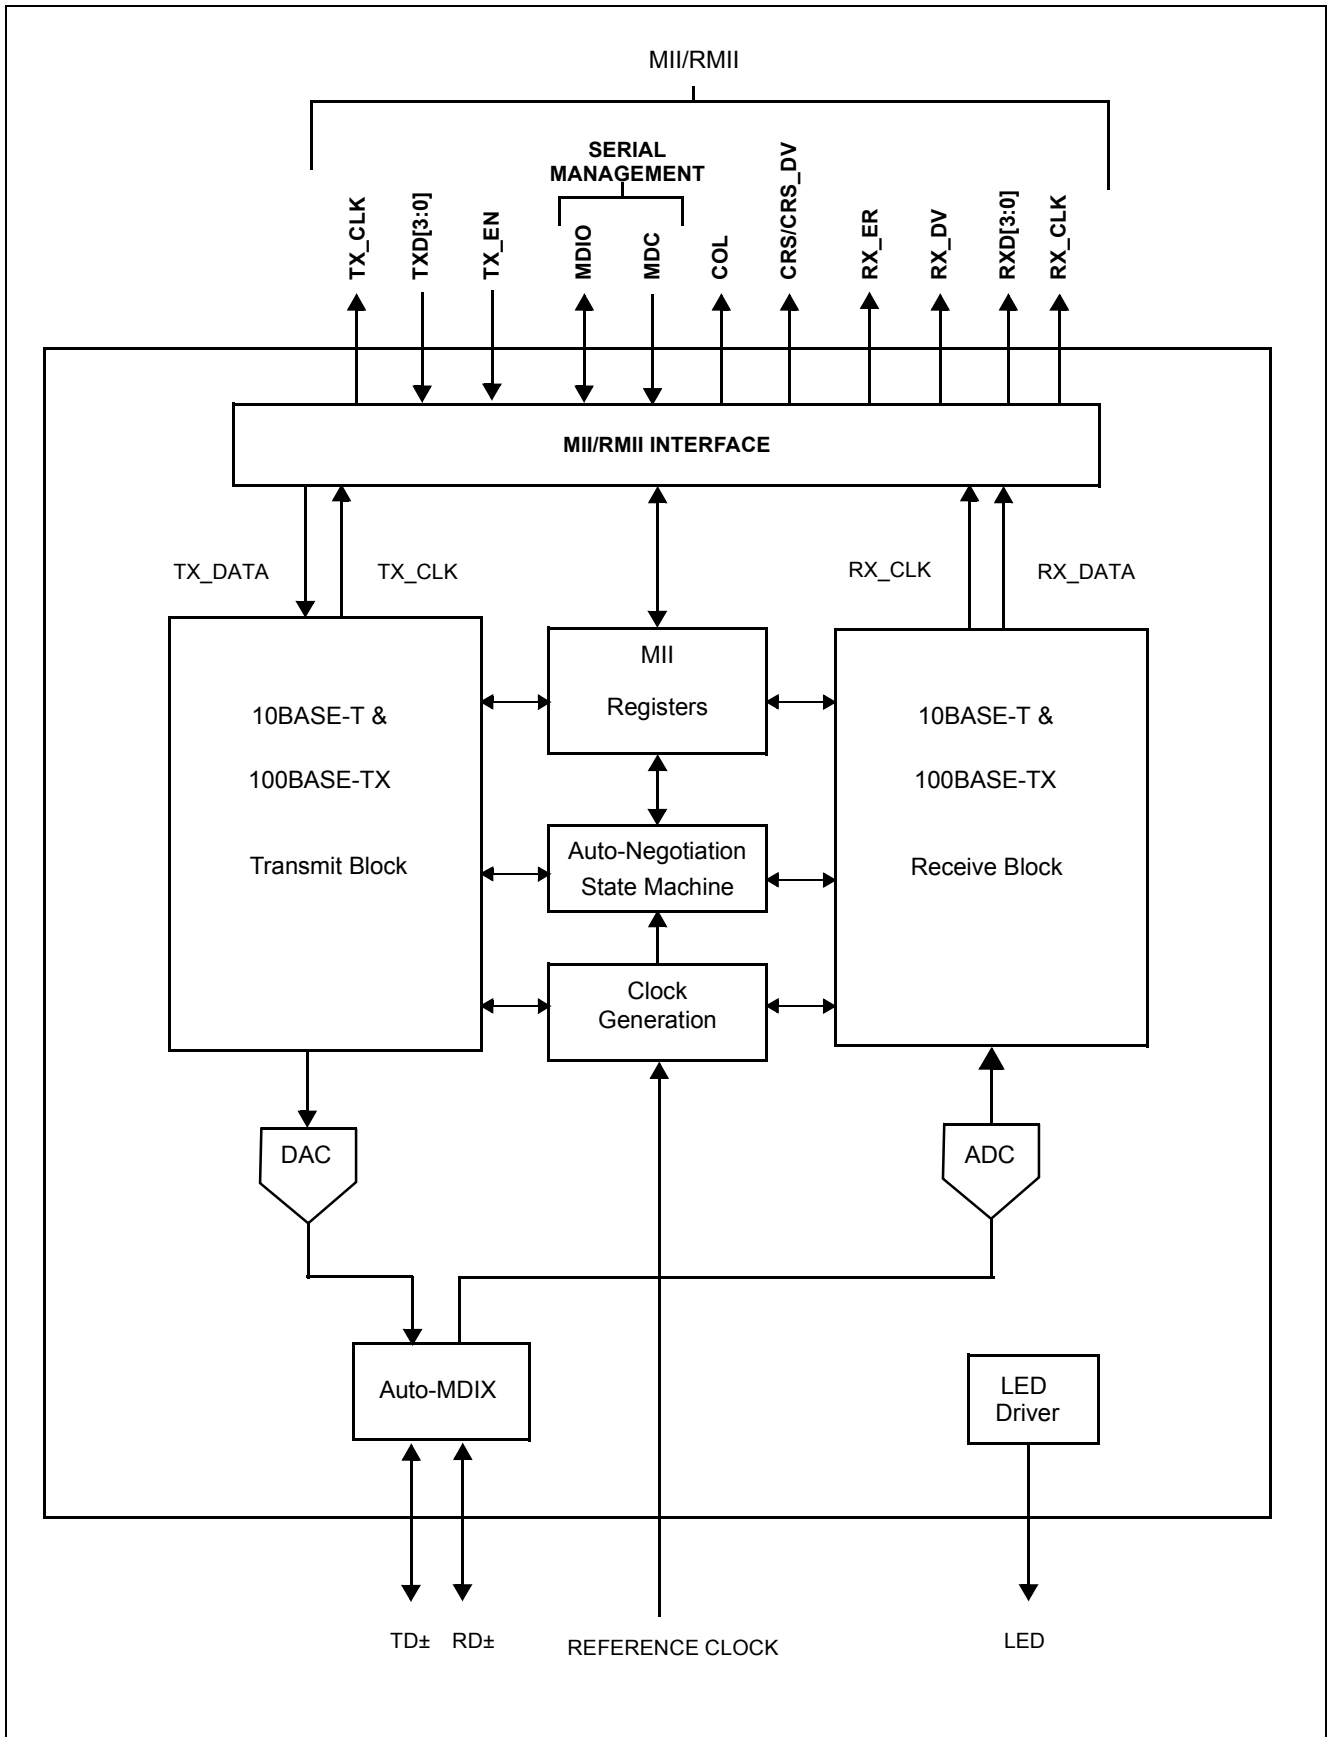 MII/RMII
SERIAL
MANAGEMENT
TX_CLK
TXD[3:0]
TX_EN
MDIO
MDC
COL
CRS/CRS_DV
RX_ER
RX_DV
RXD[3:0]
RX_CLK
MII/RMII INTERFACE
TX_DATA
TX_CLK
RX_CLK
RX_DATA
10BASE-T &
100BASE-TX
Transmit Block
MII
Registers
Auto-Negotiation
State Machine
Clock
Generation
10BASE-T &
100BASE-TX
Receive Block
DAC
ADC
Auto-MDIX
LED
Driver
TD±
RD±
REFERENCE CLOCK
LED